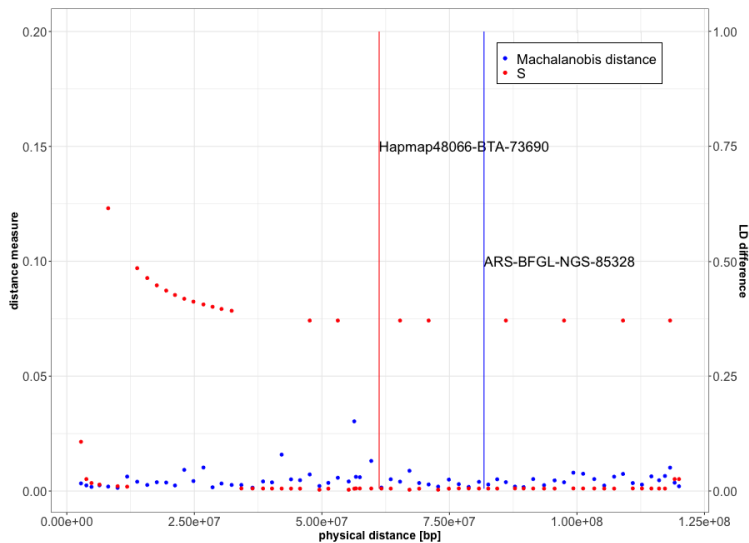 0.20
1.00
Machalanobis distance
S
0.15
Hapmap48066-BTA-73690
0.75
distance measure
0.10
ARS-BFGL-NGS-85328
0.50
LD difference
0.05
0.25
0.00
0.00
0.00e+00
2.50e+07
5.00e+07
7.50e+07
1.00e+08
1.25e+08
physical distance [bp]